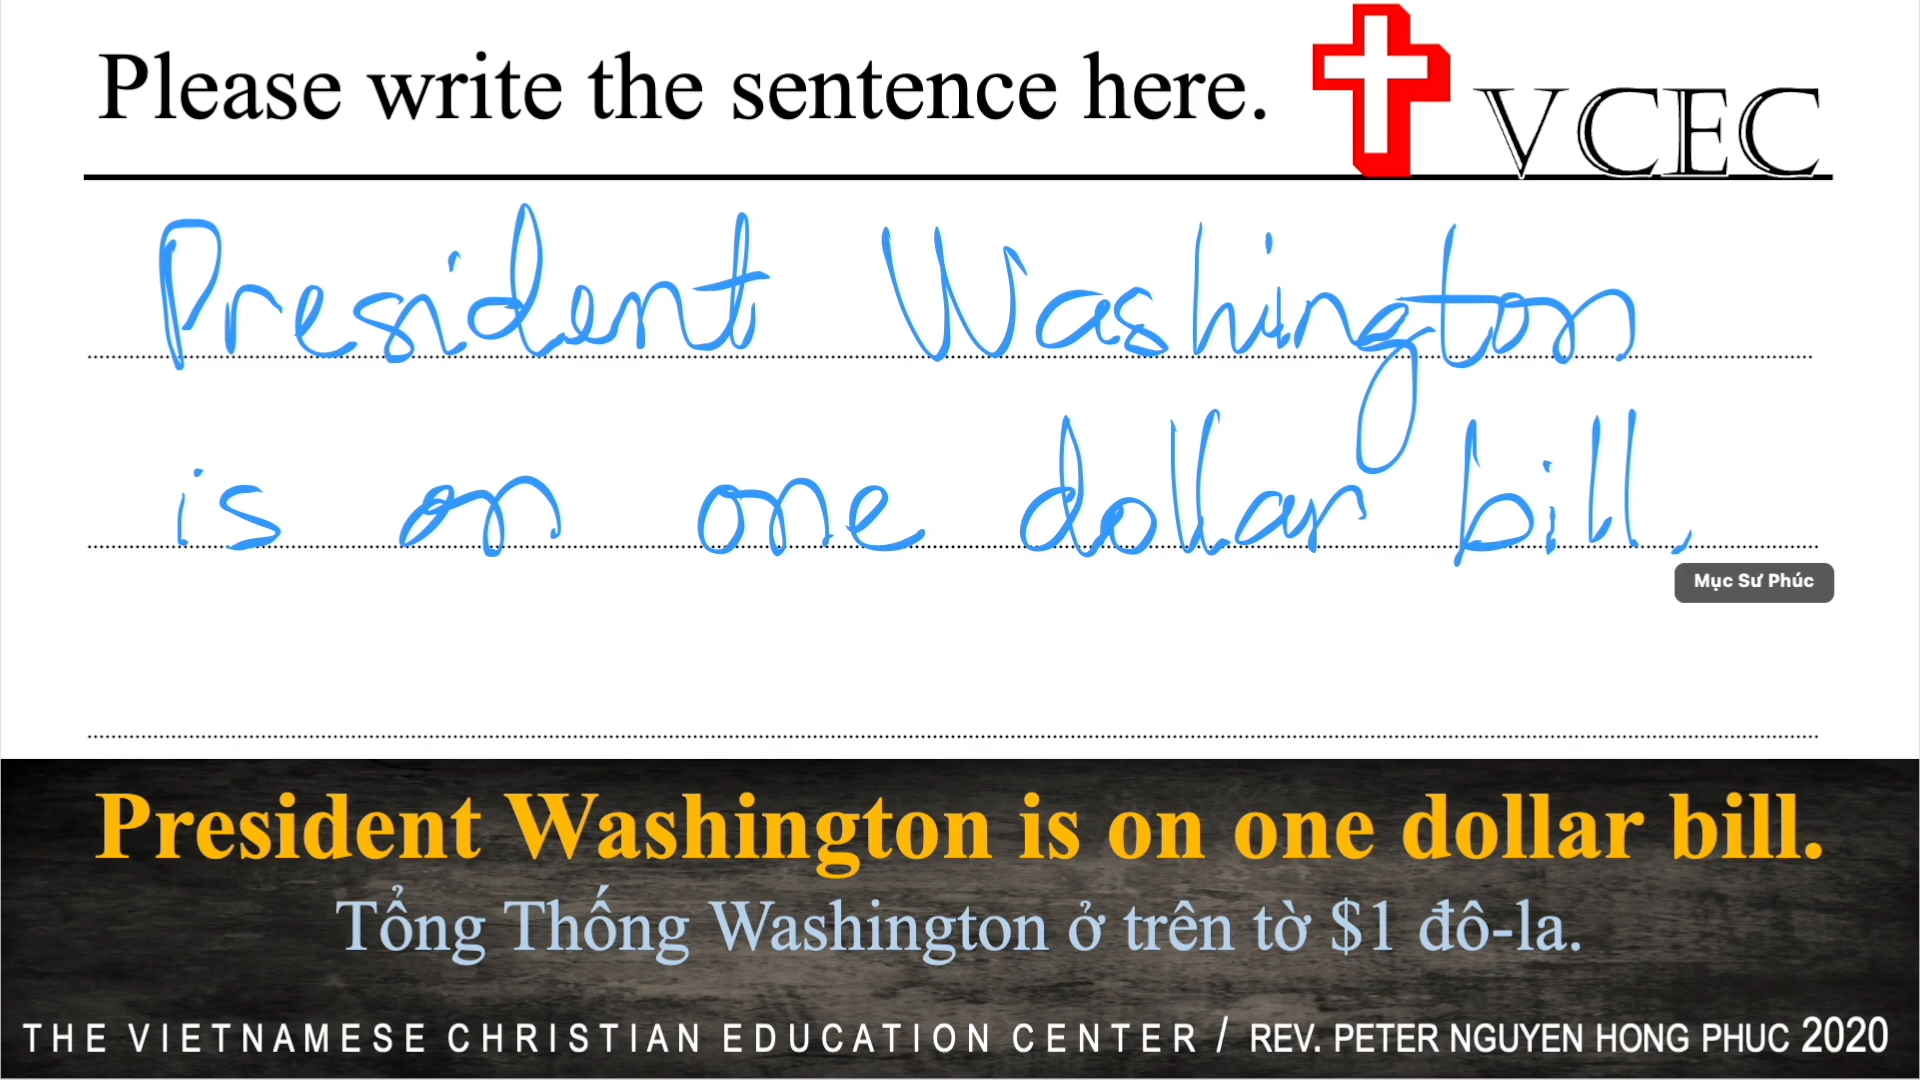 Please write the sentence here.
VCEC
President Washington
is on one dollar bill.
Mục Sư Phúc
President Washington is on one dollar bill.
Tổng Thống Washington ở trên tờ $1 đô-la.
THE VIETNAMESE CHRISTIAN EDUCATION CENTER / REV. PETER NGUYEN HONG PHUC 2020